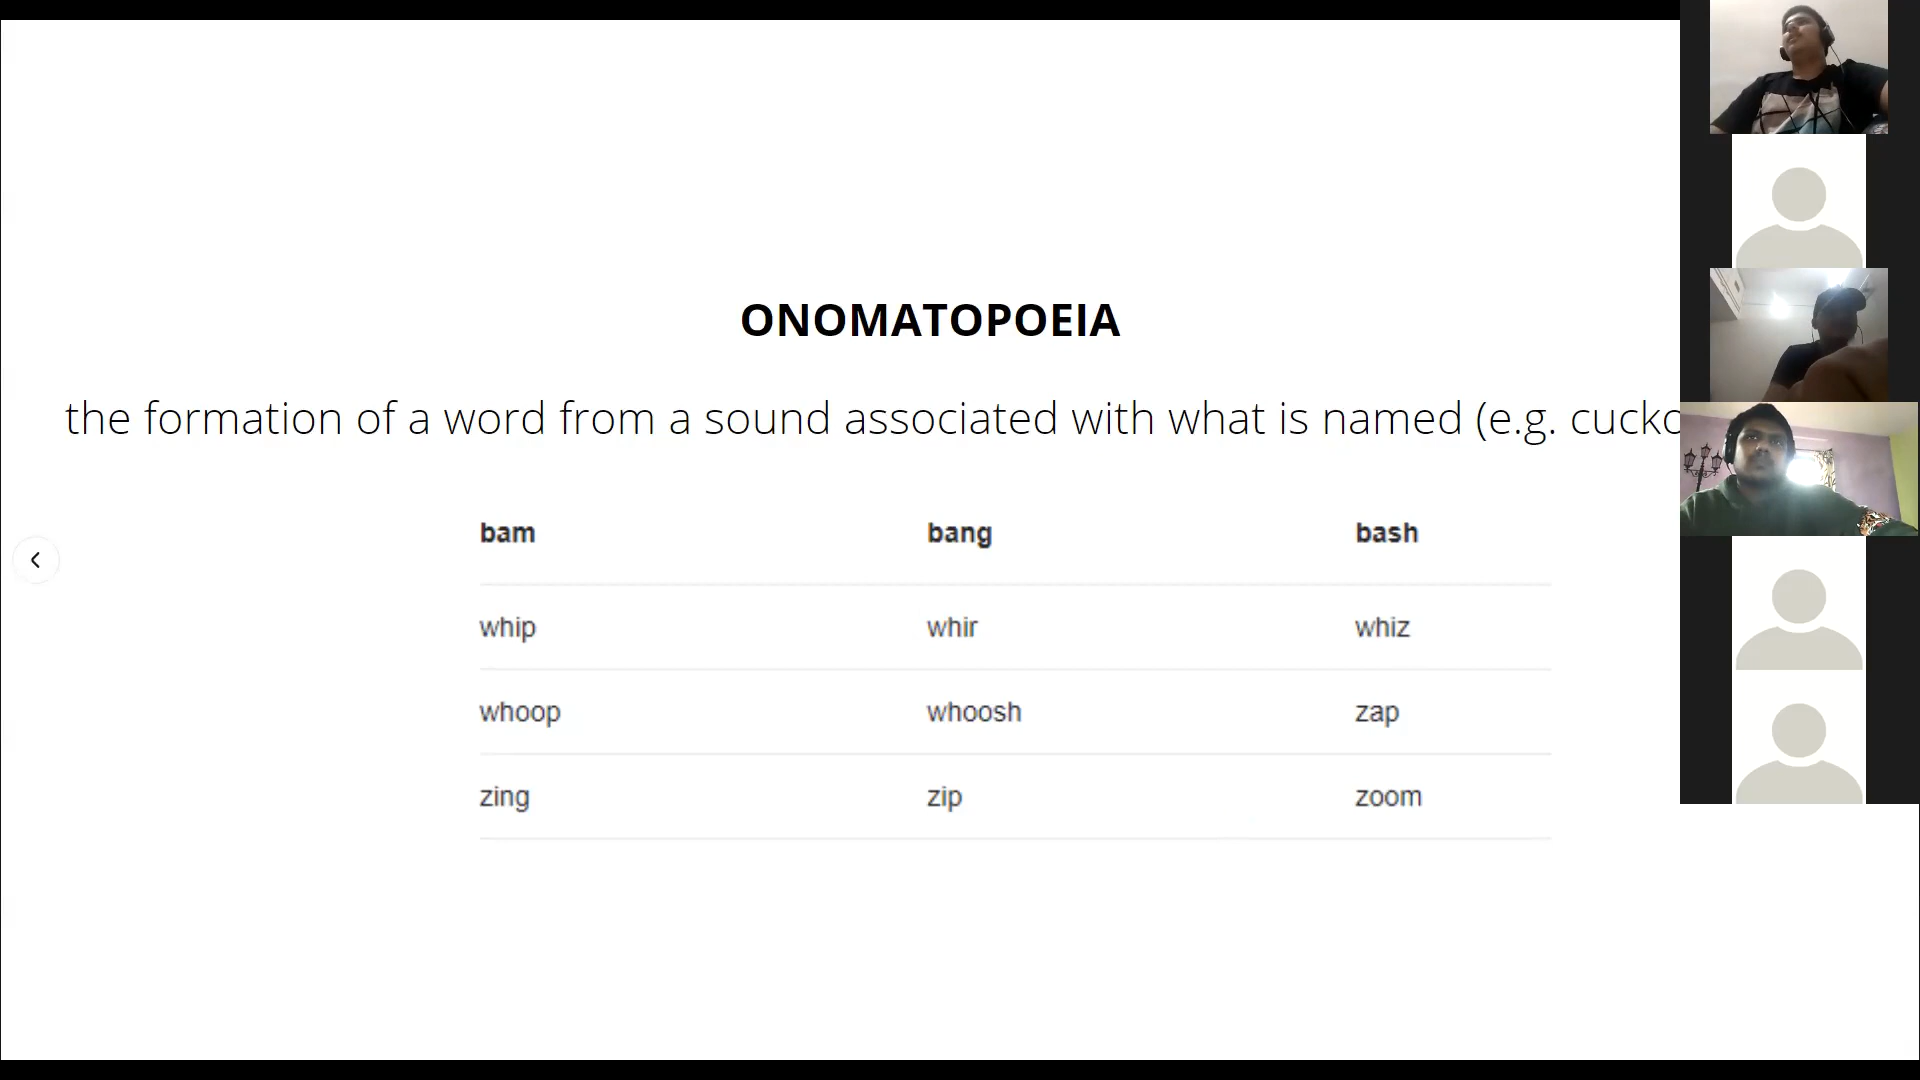 ONOMATOPOEIA
the formation of a word from a sound associated with what is named (e.g.
bam bang bash
whip whir whiz
whoop whoosh zap
zing zip zoom